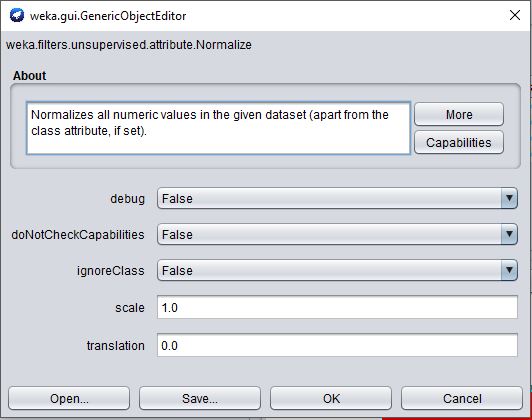 weka.gui.GenericObjectEditor
weka.filters.unsupervised.attribute.Normalize
About
Normalizes all numeric values in the given dataset (apart from the
class attribute, if set).
More
Capabilities
debug False
doNotCheckCapabilities False
ignoreClass False
scale 1.0
translation 0.0
Open... Save... OK Cancel